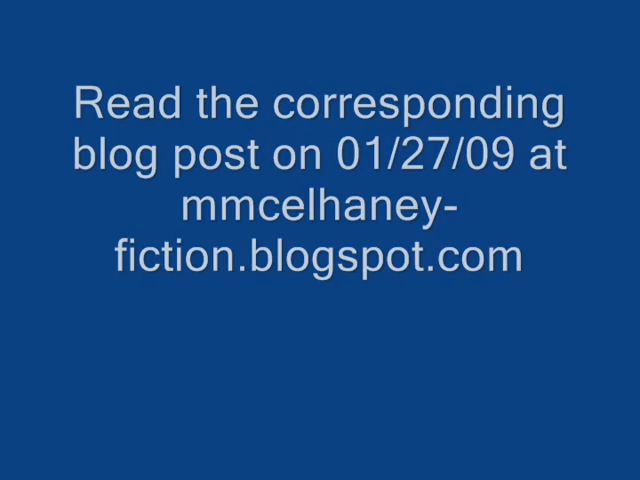 Read the corresponding
blog post on 01/27/09 at
mmcelhaney-
fiction.blogspot.com